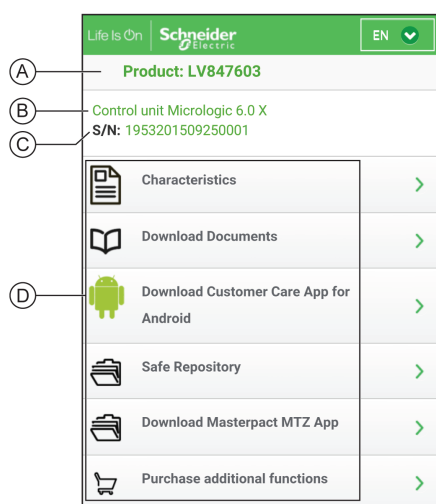 Life Is On Schneider Electric EN
A Product: LV847603
B Control unit Micrologic 6.0 X
C S/N: 1953201509250001
Characteristics
Download Documents
D Download Customer Care App for
Android
Safe Repository
Download Masterpact MTZ App
Purchase additional functions